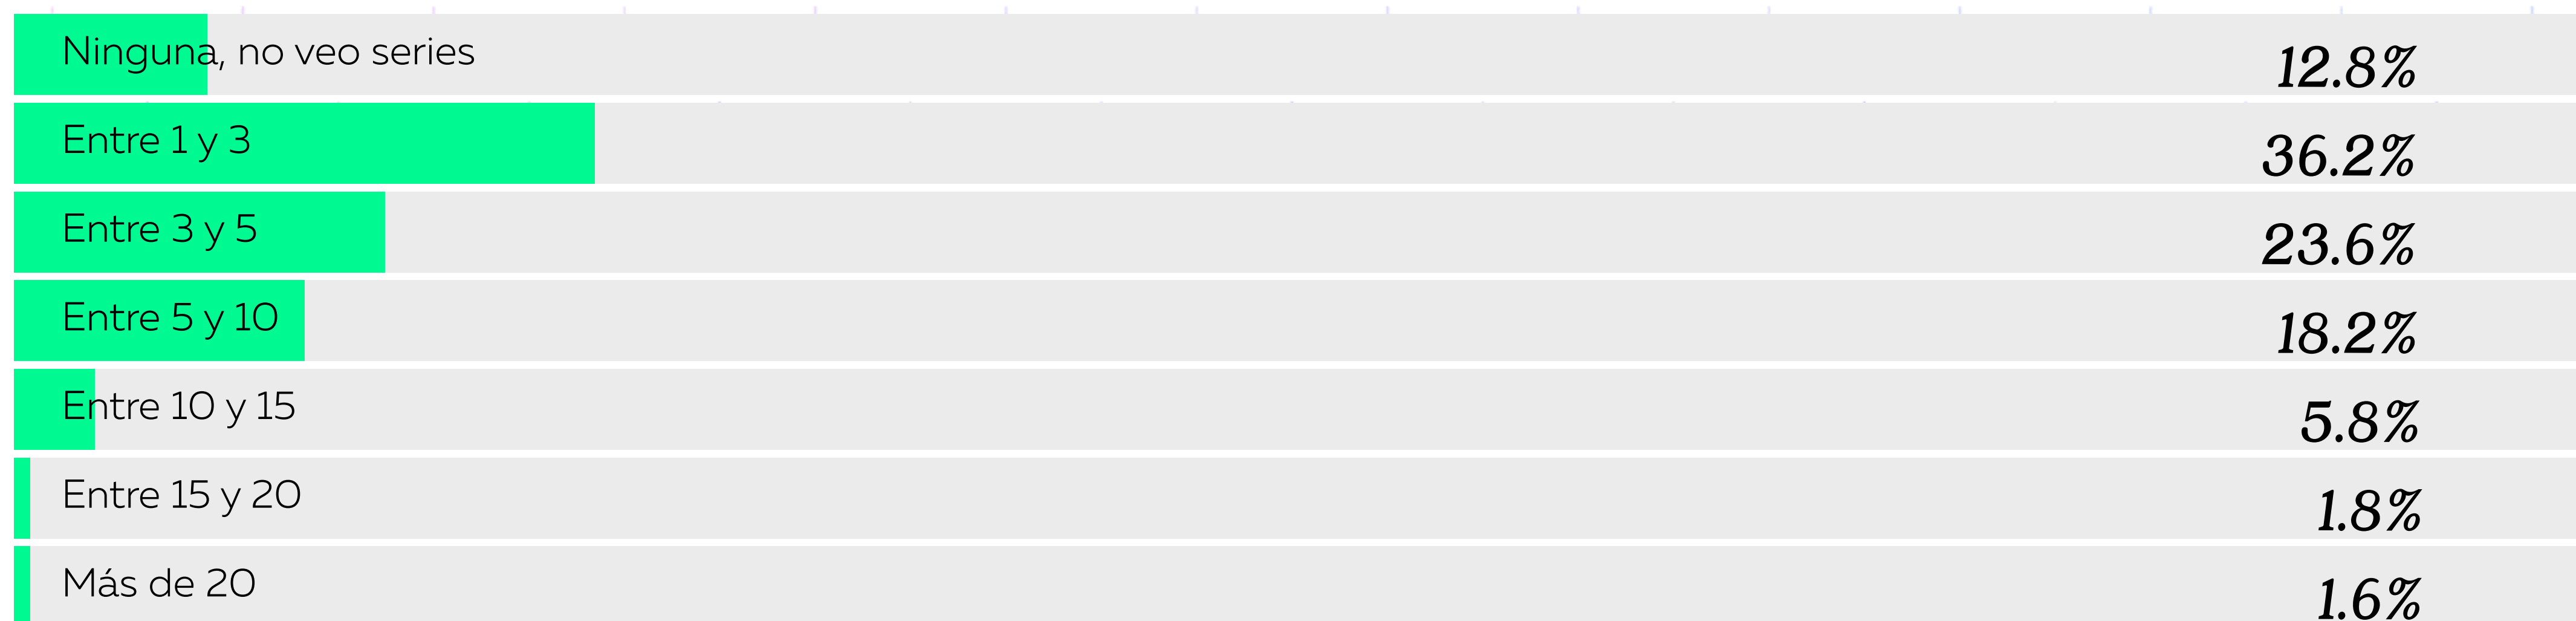 Ninguna, no veo series 12.8%
Entre 1 y 3 36.2%
Entre 3 y 5 23.6%
Entre 5 y 10 18.2%
Entre 10 y 15 5.8%
Entre 15 y 20 1.8%
Más de 20 1.6%